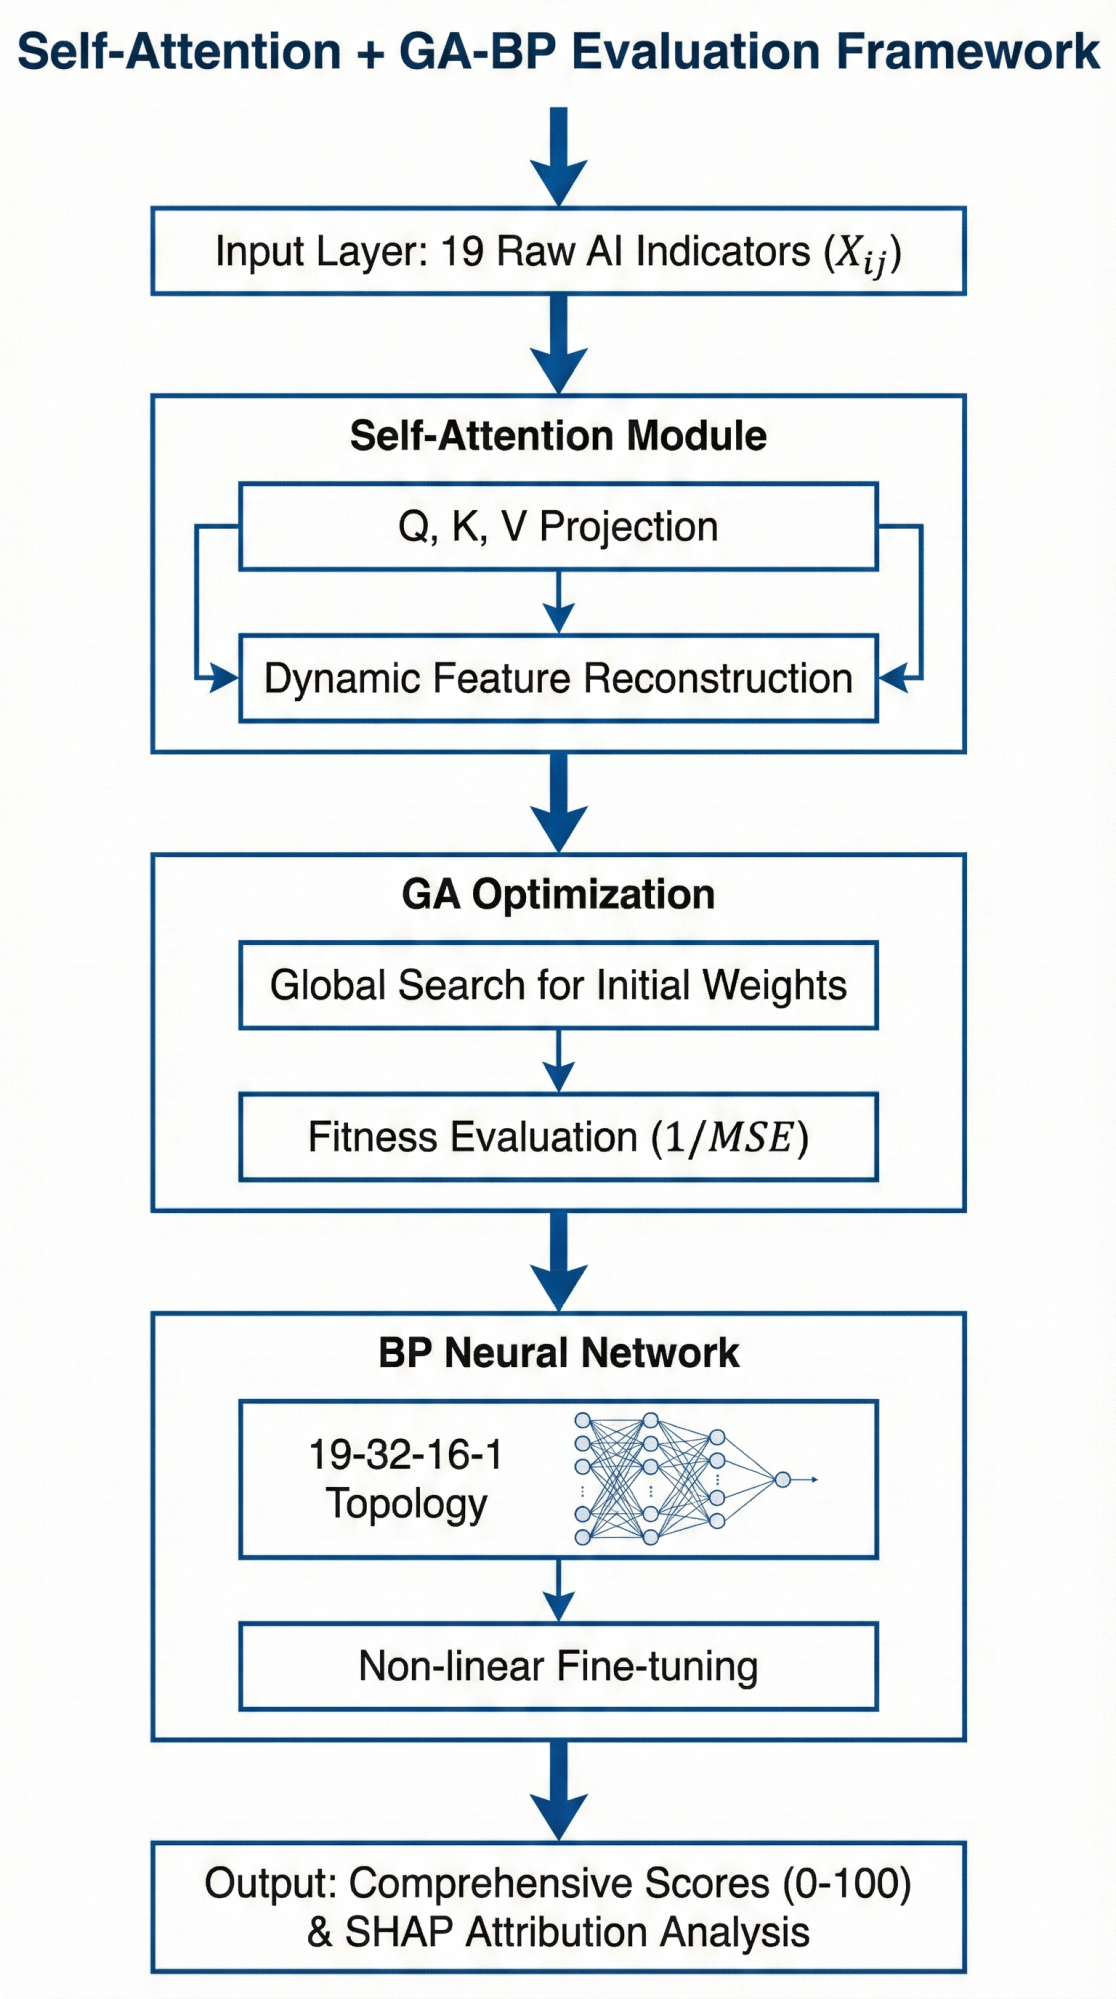 Self-Attention + GA-BP Evaluation Framework
Input Layer: 19 Raw AI Indicators (X_{ij})
Self-Attention Module
Q, K, V Projection
Dynamic Feature Reconstruction
GA Optimization
Global Search for Initial Weights
Fitness Evaluation (1/MSE)
BP Neural Network
19-32-16-1
Topology
Non-linear Fine-tuning
Output: Comprehensive Scores (0-100)
& SHAP Attribution Analysis